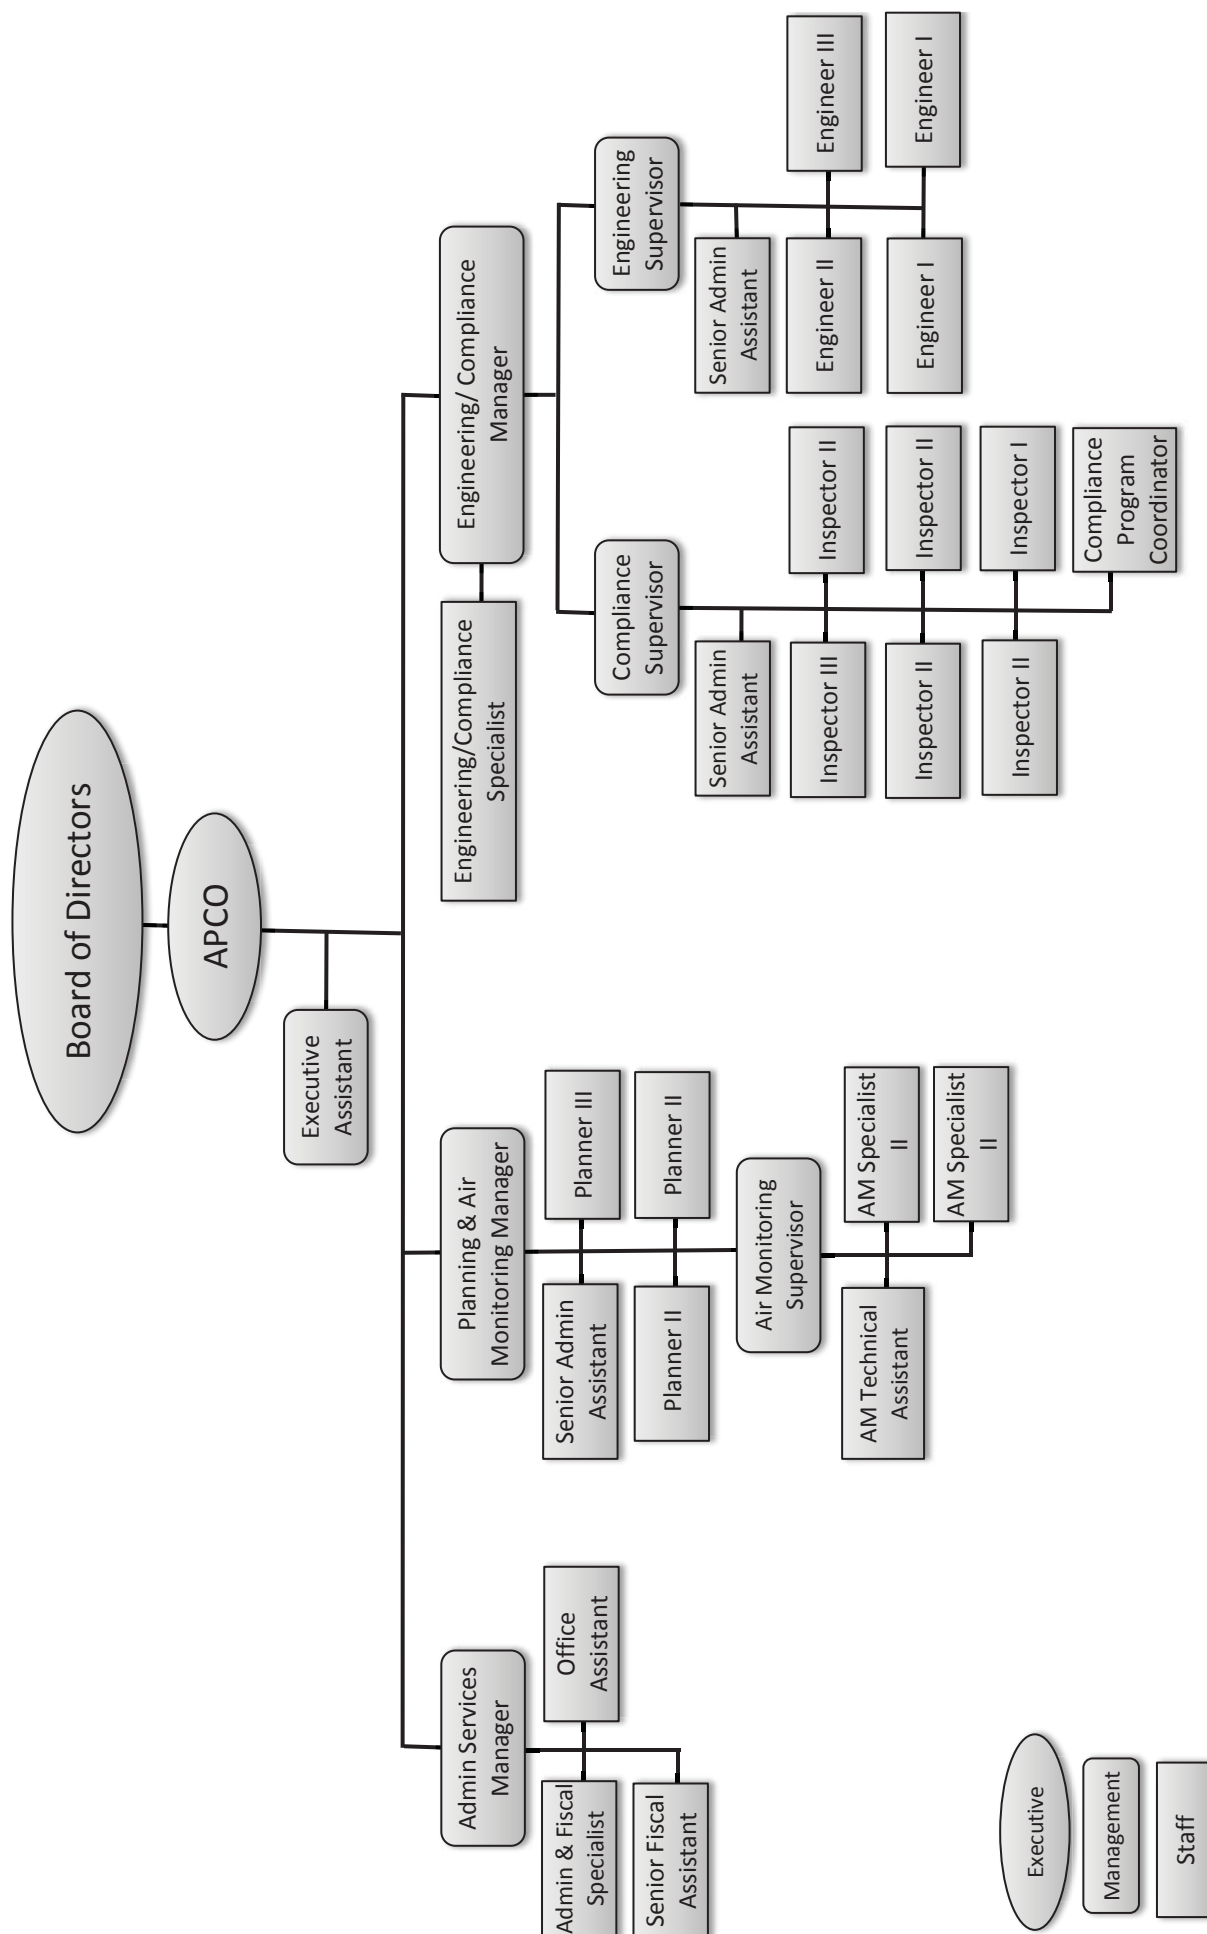 Board of Directors
APCO
Executive
Assistant
Admin Services
Manager
Admin & Fiscal
Specialist
Office
Assistant
Senior Fiscal
Assistant
Planning & Air
Monitoring Manager
Senior Admin
Assistant
Planner III
Planner II
Planner II
Air Monitoring
Supervisor
AM Technical
Assistant
AM Specialist
II
AM Specialist
II
Engineering/Compliance
Specialist
Engineering/ Compliance
Manager
Compliance
Supervisor
Senior Admin
Assistant
Inspector III
Inspector II
Inspector II
Inspector II
Inspector II
Inspector I
Compliance
Program
Coordinator
Engineering
Supervisor
Senior Admin
Assistant
Engineer II
Engineer III
Engineer I
Engineer I
Executive
Management
Staff